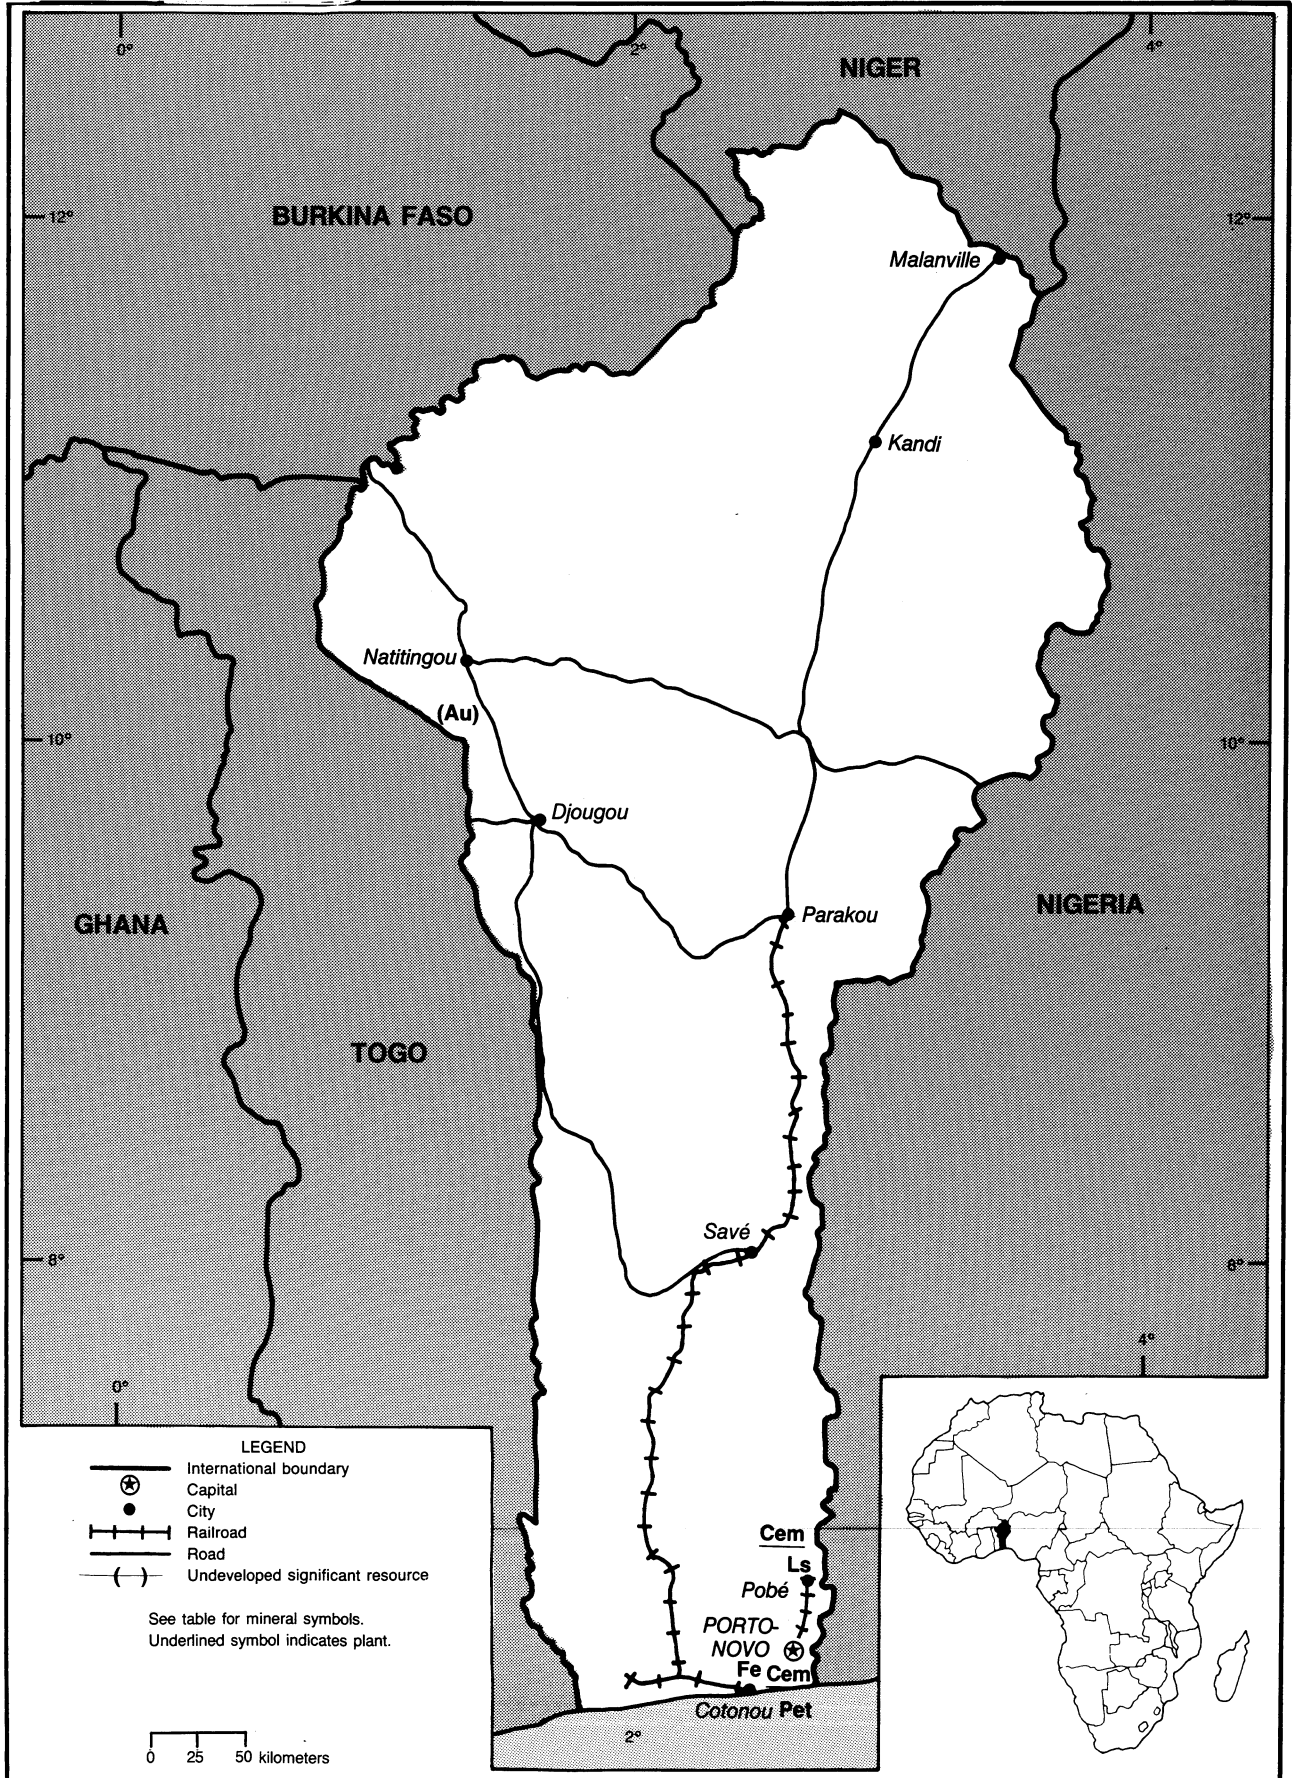 0°
2°
4°
NIGER
BURKINA FASO
12°
12°
Malanville
Kandi
Natitingou
(Au)
10°
10°
Djougou
Parakou
NIGERIA
GHANA
TOGO
Savé
8°
8°
4°
0°
LEGEND
International boundary
Capital
City
Railroad
Road
( ) Undeveloped significant resource
See table for mineral symbols.
Underlined symbol indicates plant.
Cem
Ls
Pobé
PORTO-
NOVO
Fe Cem
Cotonou Pet
2°
0 25 50 kilometers